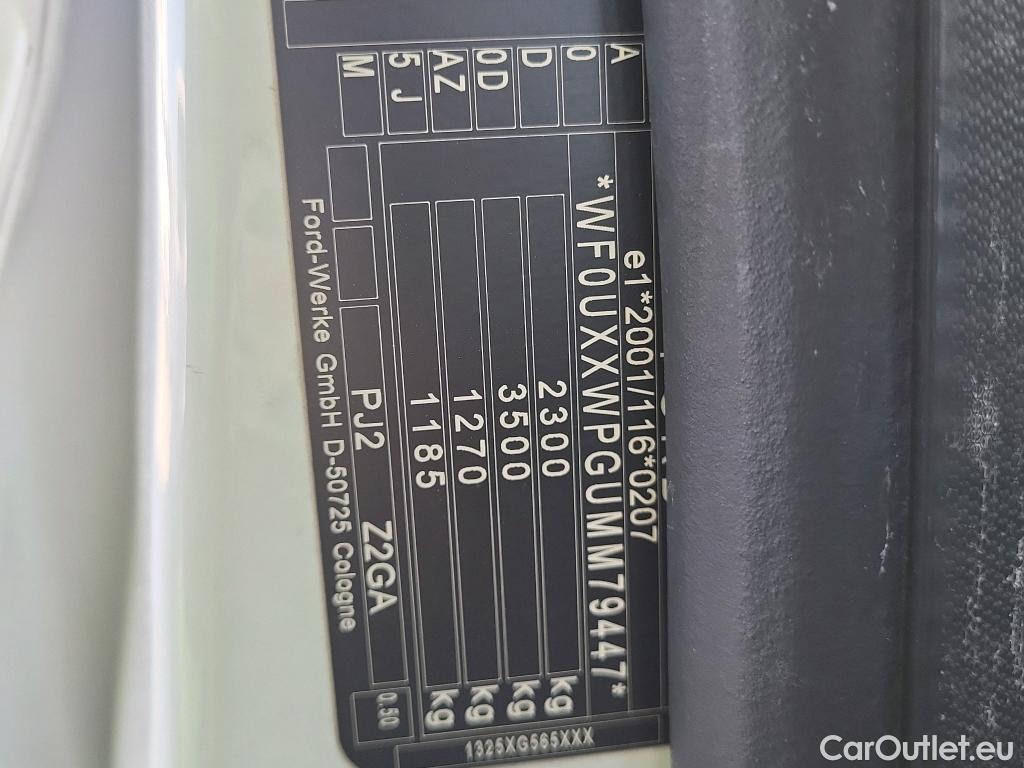 e1*2001/116*0207
*WF0UXXWPGUMM79447*
2300 kg
3500 kg
1270 kg
1185 kg
A
0
D
0D
AZ
5J
M
PJ2 Z2GA
0.50
Ford-Werke GmbH D-50725 Cologne
1325XG565XXX
CarOutlet.eu